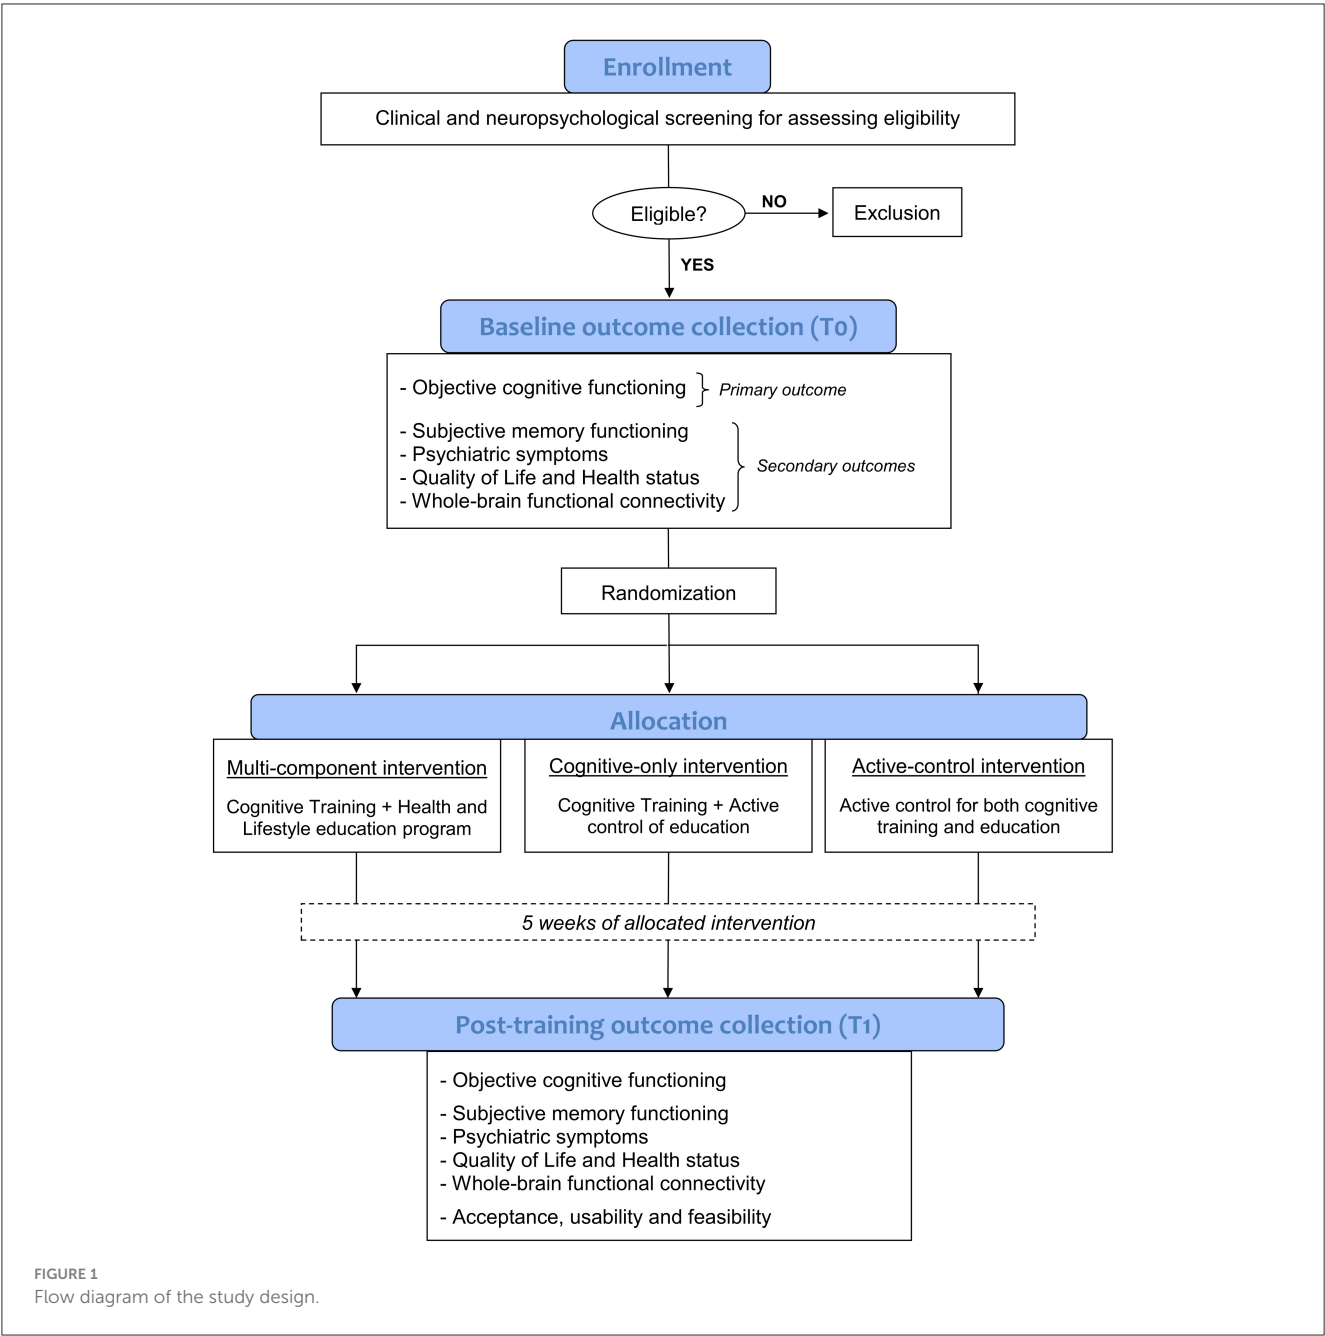 Enrollment
Clinical and neuropsychological screening for assessing eligibility
Eligible?
NO
Exclusion
YES
Baseline outcome collection (T0)
- Objective cognitive functioning
Primary outcome
- Subjective memory functioning
- Psychiatric symptoms
- Quality of Life and Health status
- Whole-brain functional connectivity
Secondary outcomes
Randomization
Allocation
Multi-component intervention
Cognitive Training + Health and
Lifestyle education program
Cognitive-only intervention
Cognitive Training + Active
control of education
Active-control intervention
Active control for both cognitive
training and education
5 weeks of allocated intervention
Post-training outcome collection (T1)
- Objective cognitive functioning
- Subjective memory functioning
- Psychiatric symptoms
- Quality of Life and Health status
- Whole-brain functional connectivity
- Acceptance, usability and feasibility
FIGURE 1
Flow diagram of the study design.